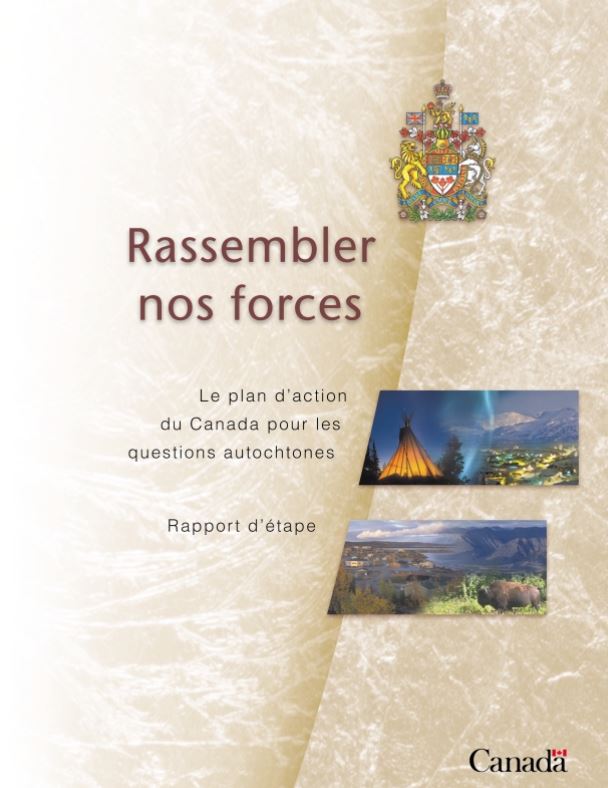 Rassembler
nos forces
Le plan d’action
du Canada pour les
questions autochtones
Rapport d’étape
Canada